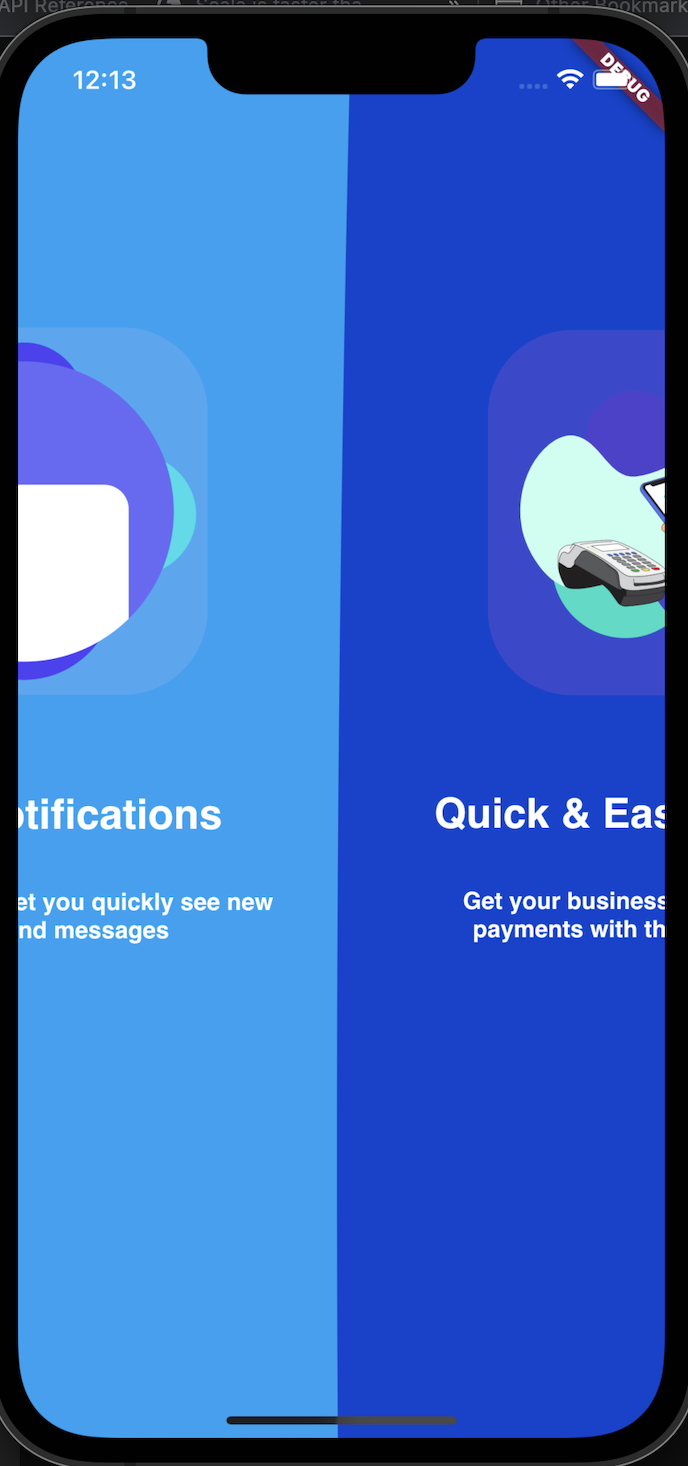 API Reference
Scala is faster tha
Other Bookmark
12:13
DEBUG
otifications
Quick & Eas
et you quickly see new
nd messages
Get your business
payments with th